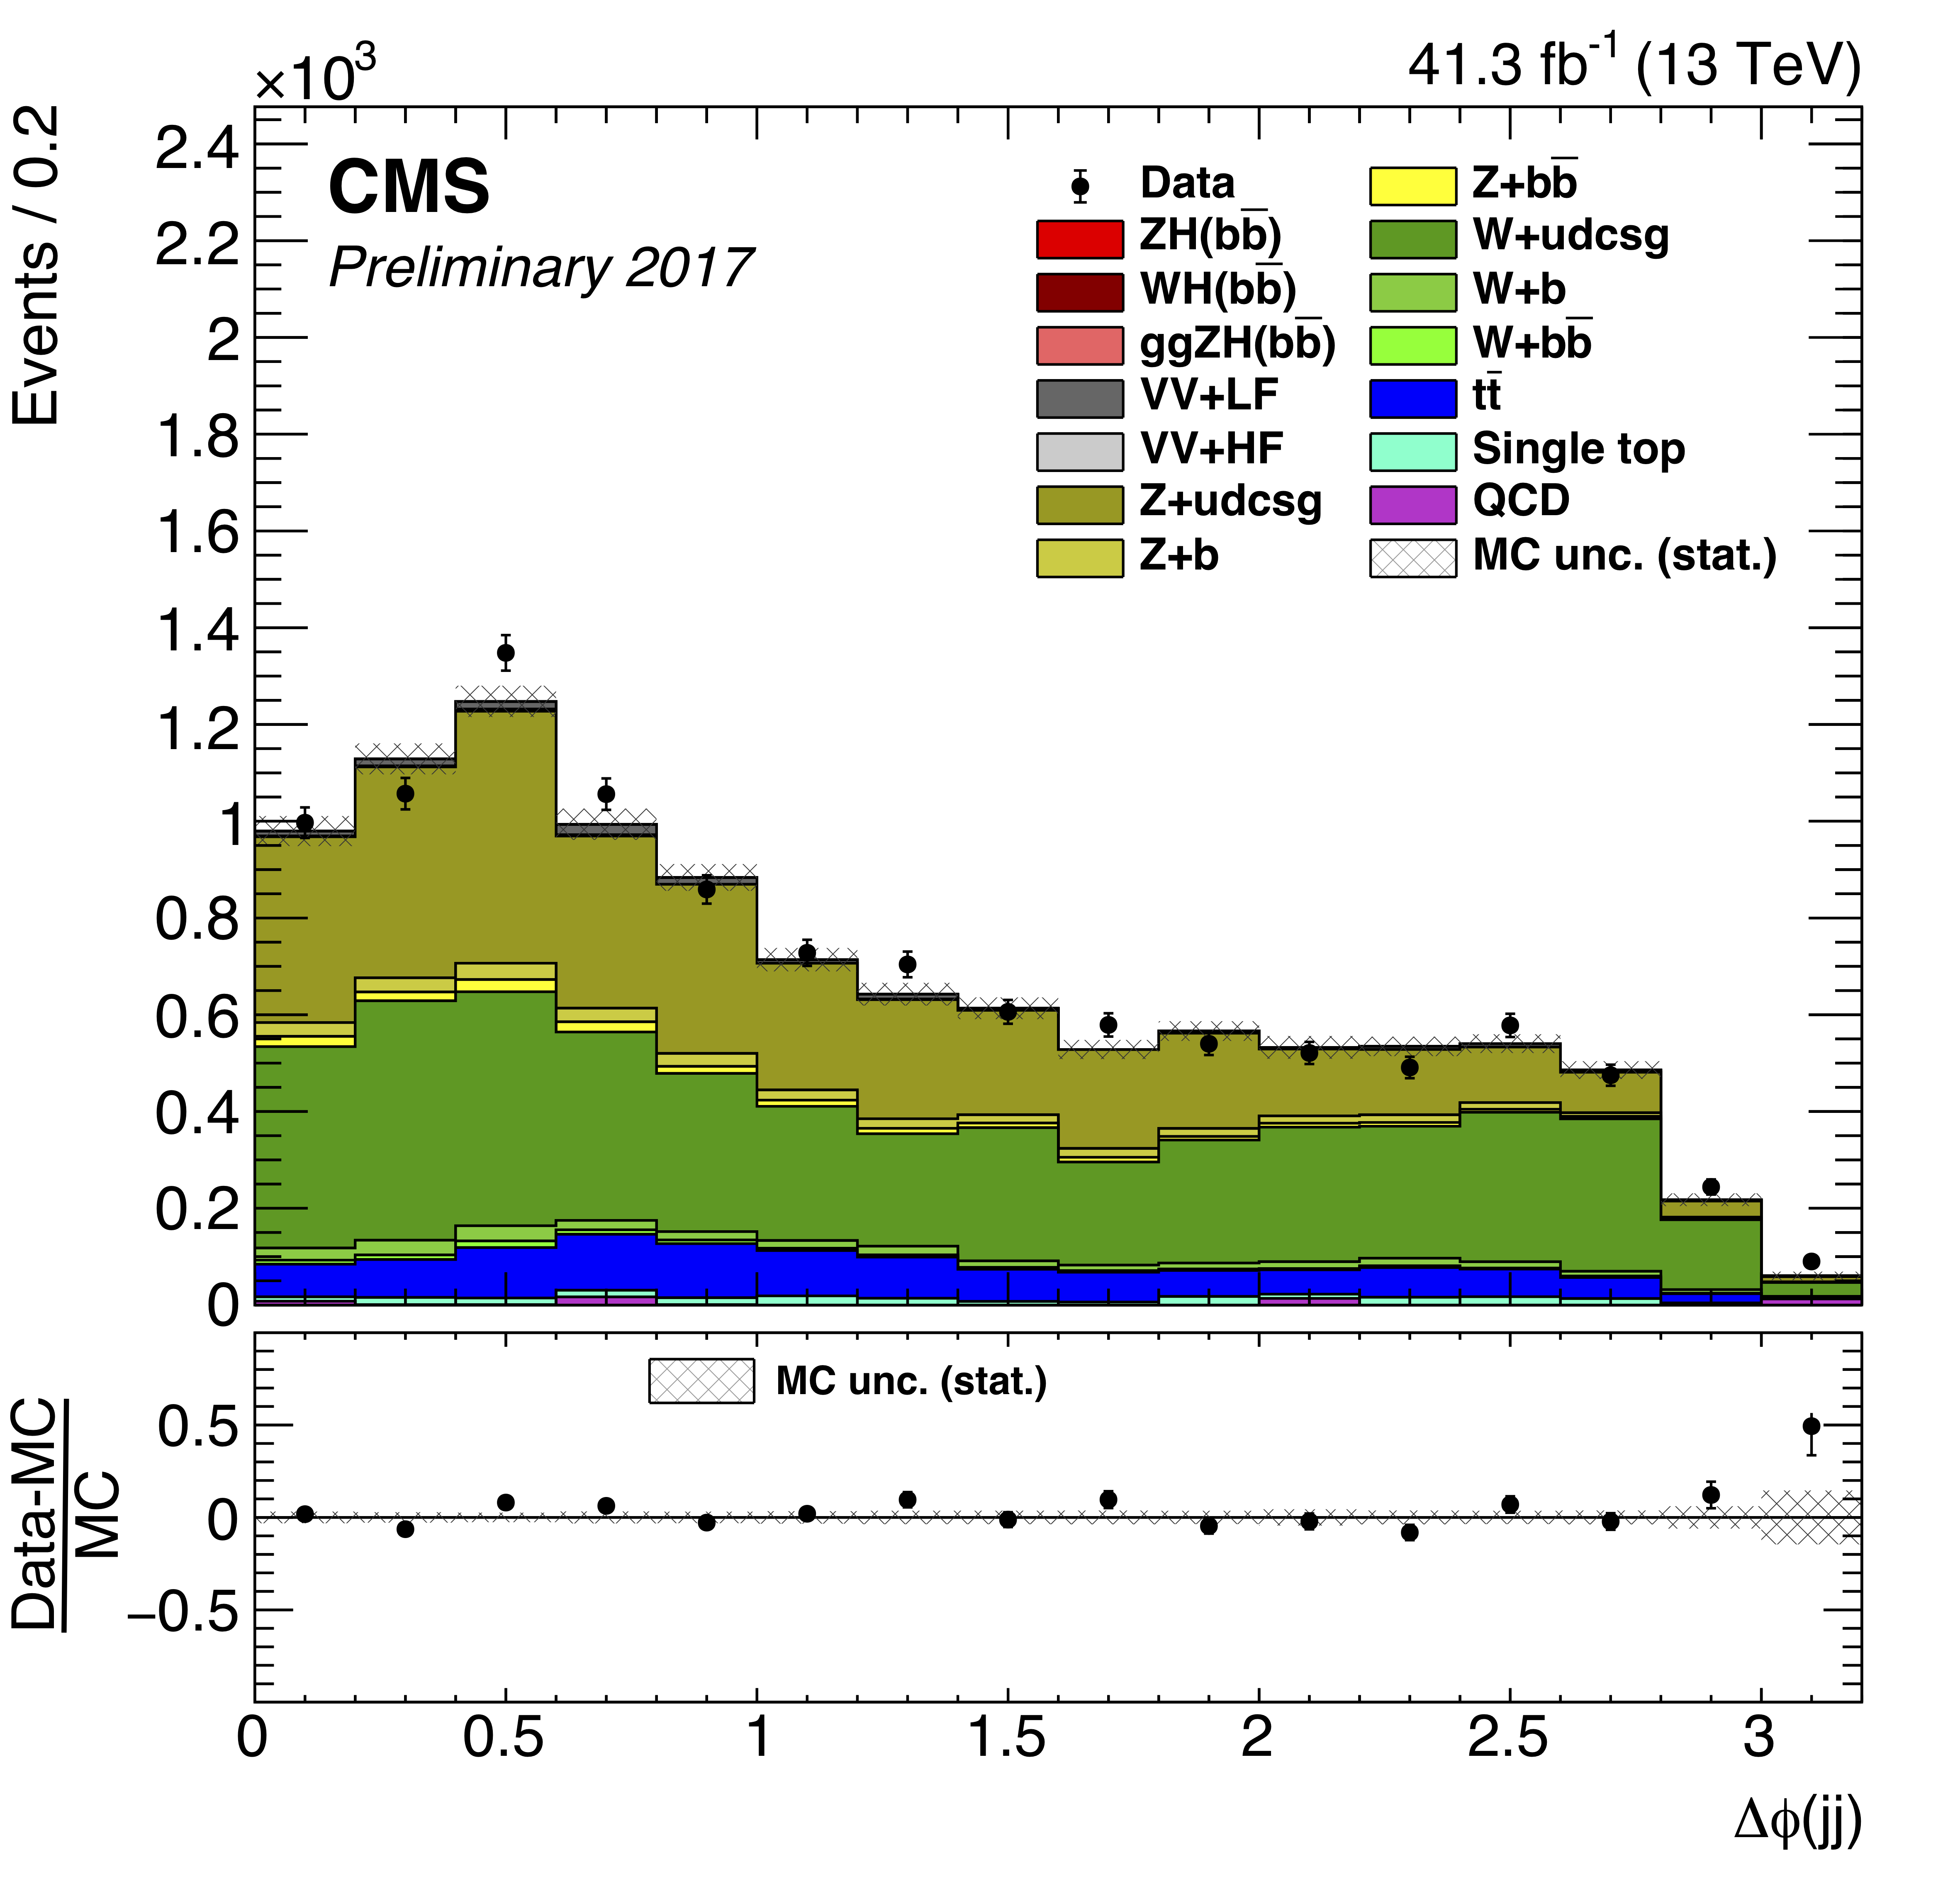 ×10³ 41.3 fb⁻¹ (13 TeV)
Events / 0.2
CMS
Preliminary 2017
Data
ZH(bb̅)
WH(bb̅)
ggZH(bb̅)
VV+LF
VV+HF
Z+udcsg
Z+b
Z+bb̅
W+udcsg
W+b
W+bb̅
tt̅
Single top
QCD
MC unc. (stat.)
2.4
2.2
2
1.8
1.6
1.4
1.2
1
0.8
0.6
0.4
0.2
0
MC unc. (stat.)
Data-MC
MC
0.5
0
−0.5
0 0.5 1 1.5 2 2.5 3
Δϕ(jj)